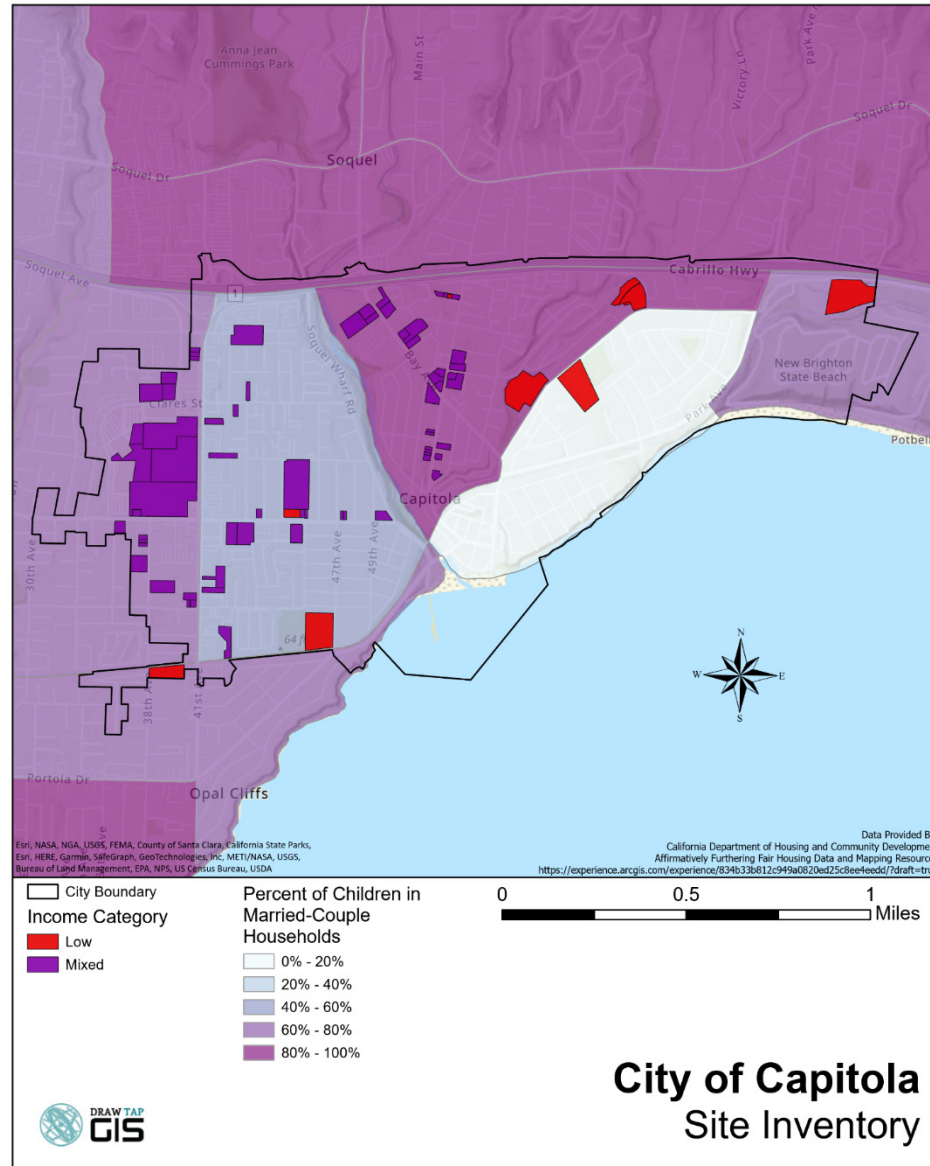 Anna Jean
Cummings Park
Main St
Victory Ln
Park Ave
Soquel Dr
Soquel
Soquel Dr
Soquel Ave
1
Cabrillo Hwy
Soquel Wharf Rd
Bay Ave
New Brighton
State Beach
Clares St
Park Ave
Potbell
Capitola
30th Ave
47th Ave
49th Ave
64 ft
38th Ave
41st Ave
N
W
E
S
Portola Dr
Opal Cliffs
Esri, NASA, NGA, USGS, FEMA, County of Santa Clara, California State Parks,
Esri, HERE, Garmin, SafeGraph, GeoTechnologies, Inc, METI/NASA, USGS,
Bureau of Land Management, EPA, NPS, US Census Bureau, USDA
Data Provided B
California Department of Housing and Community Developme
Affirmatively Furthering Fair Housing Data and Mapping Resourc
https://experience.arcgis.com/experience/834b33b812c949a0820ed25c8ee4eedd/?draft=tru
City Boundary
Income Category
Low
Mixed
Percent of Children in
Married-Couple
Households
0% - 20%
20% - 40%
40% - 60%
60% - 80%
80% - 100%
0 0.5 1
Miles
City of Capitola
Site Inventory
DRAW TAP
GIS